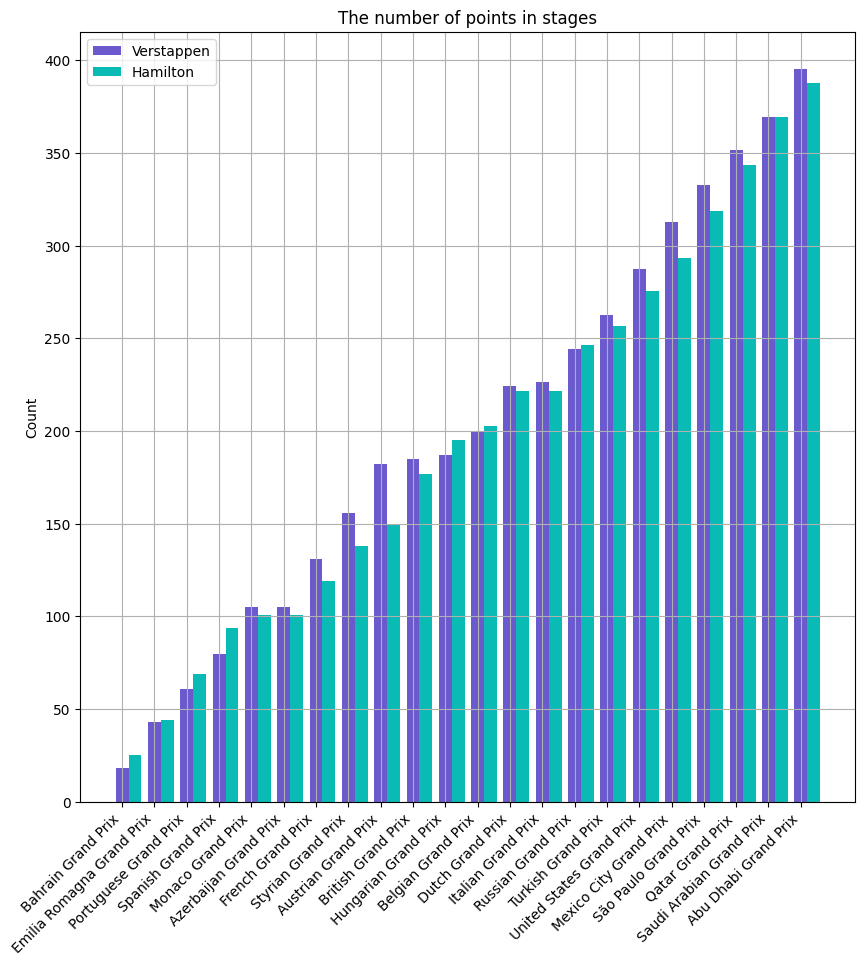 The number of points in stages
Verstappen
Hamilton
Count
400
350
300
250
200
150
100
50
0
Bahrain Grand Prix
Emilia Romagna Grand Prix
Portuguese Grand Prix
Spanish Grand Prix
Monaco Grand Prix
Azerbaijan Grand Prix
French Grand Prix
Styrian Grand Prix
Austrian Grand Prix
British Grand Prix
Hungarian Grand Prix
Belgian Grand Prix
Dutch Grand Prix
Italian Grand Prix
Russian Grand Prix
Turkish Grand Prix
United States Grand Prix
Mexico City Grand Prix
São Paulo Grand Prix
Qatar Grand Prix
Saudi Arabian Grand Prix
Abu Dhabi Grand Prix